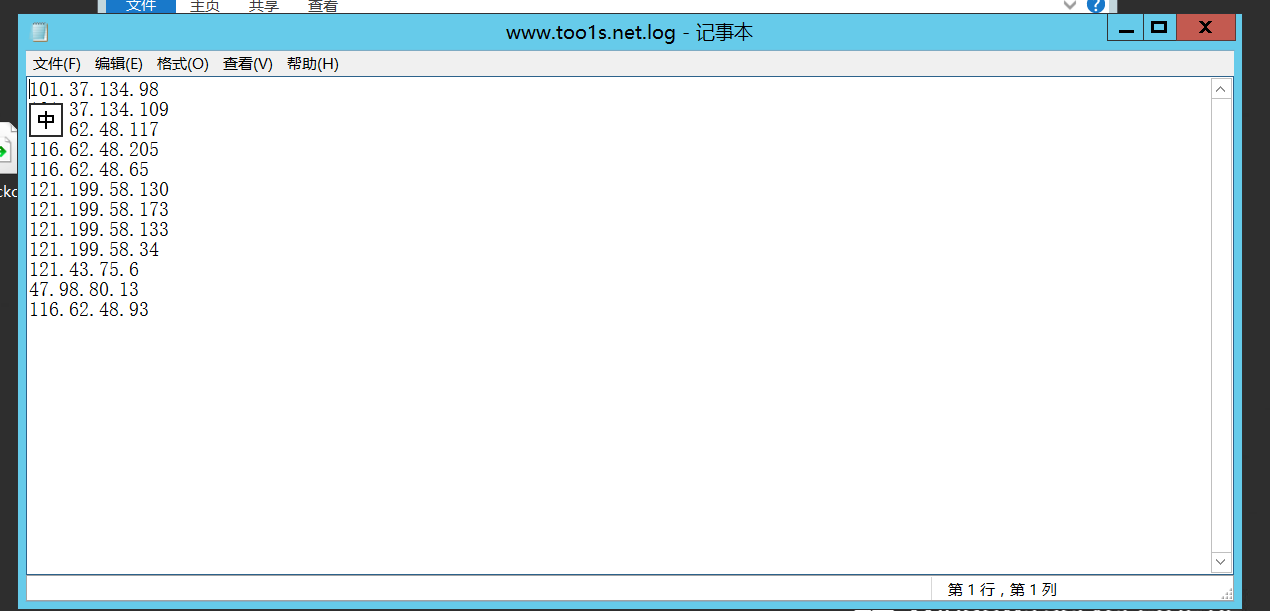 文件 主页 共享 查看
www.too1s.net.log - 记事本
文件(F) 编辑(E) 格式(O) 查看(V) 帮助(H)
101.37.134.98
37.134.109
中 62.48.117
116.62.48.205
116.62.48.65
121.199.58.130
121.199.58.173
121.199.58.133
121.199.58.34
121.43.75.6
47.98.80.13
116.62.48.93
第 1 行，第 1 列